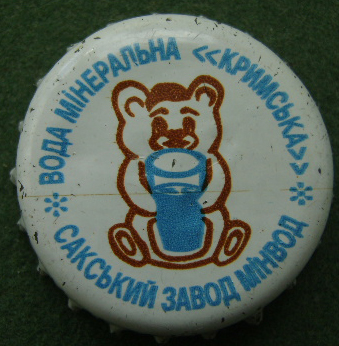 ВОДА МІНЕРАЛЬНА «КРИМСЬКА»
САКСЬКИЙ ЗАВОД МІНВОД